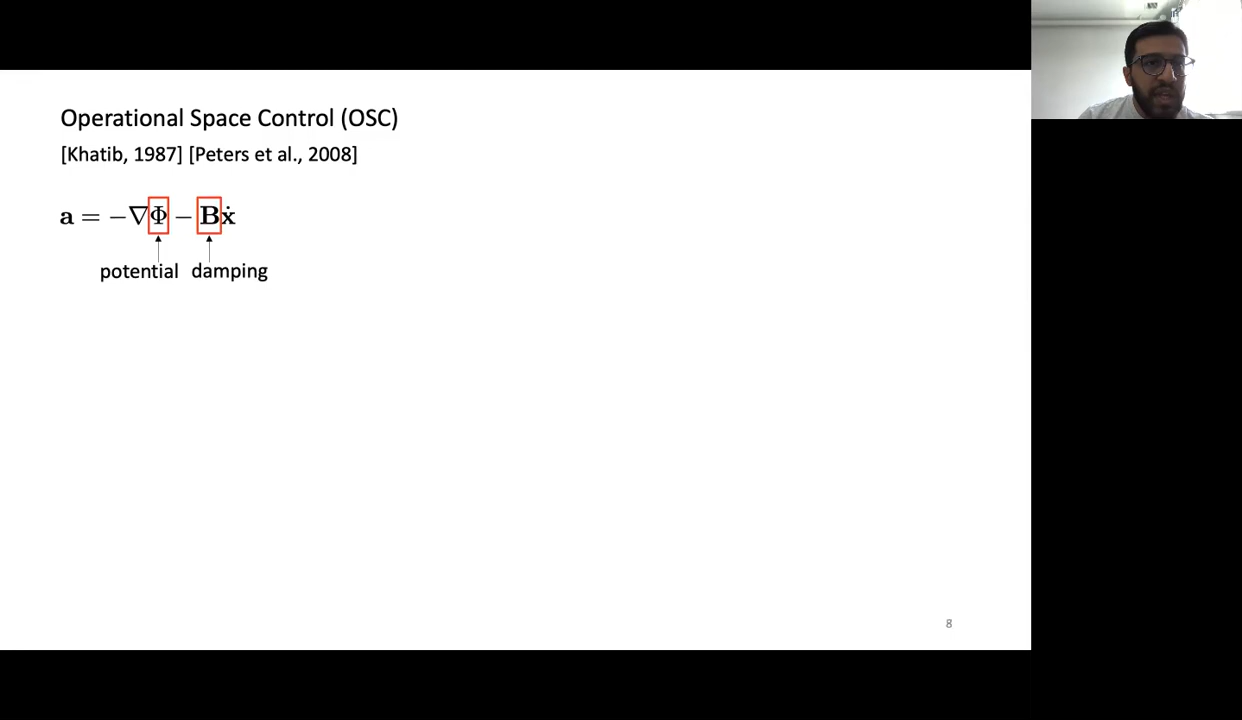 Operational Space Control (OSC)
[Khatib, 1987] [Peters et al., 2008]
a = −∇Φ − Bẋ
potential damping
8